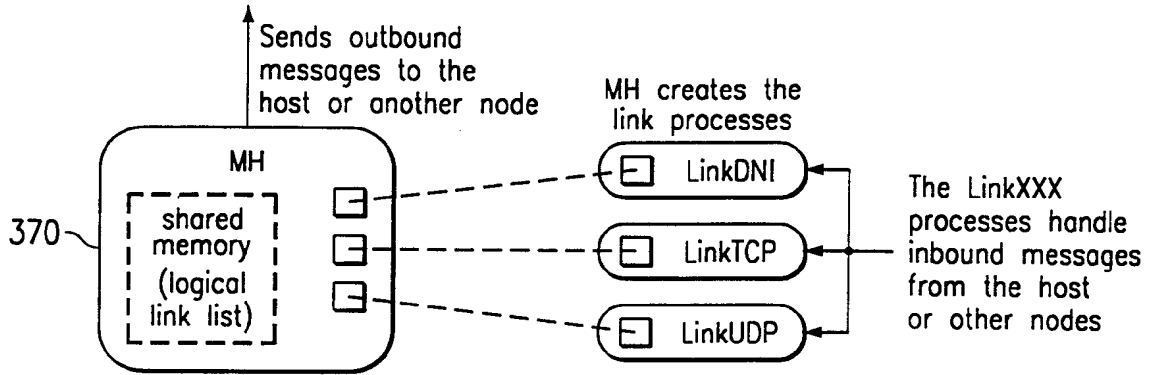 Sends outbound
messages to the
host or another node
MH creates the
link processes
MH
shared
memory
(logical
link list)
370
LinkDNI
LinkTCP
LinkUDP
The LinkXXX
processes handle
inbound messages
from the host
or other nodes